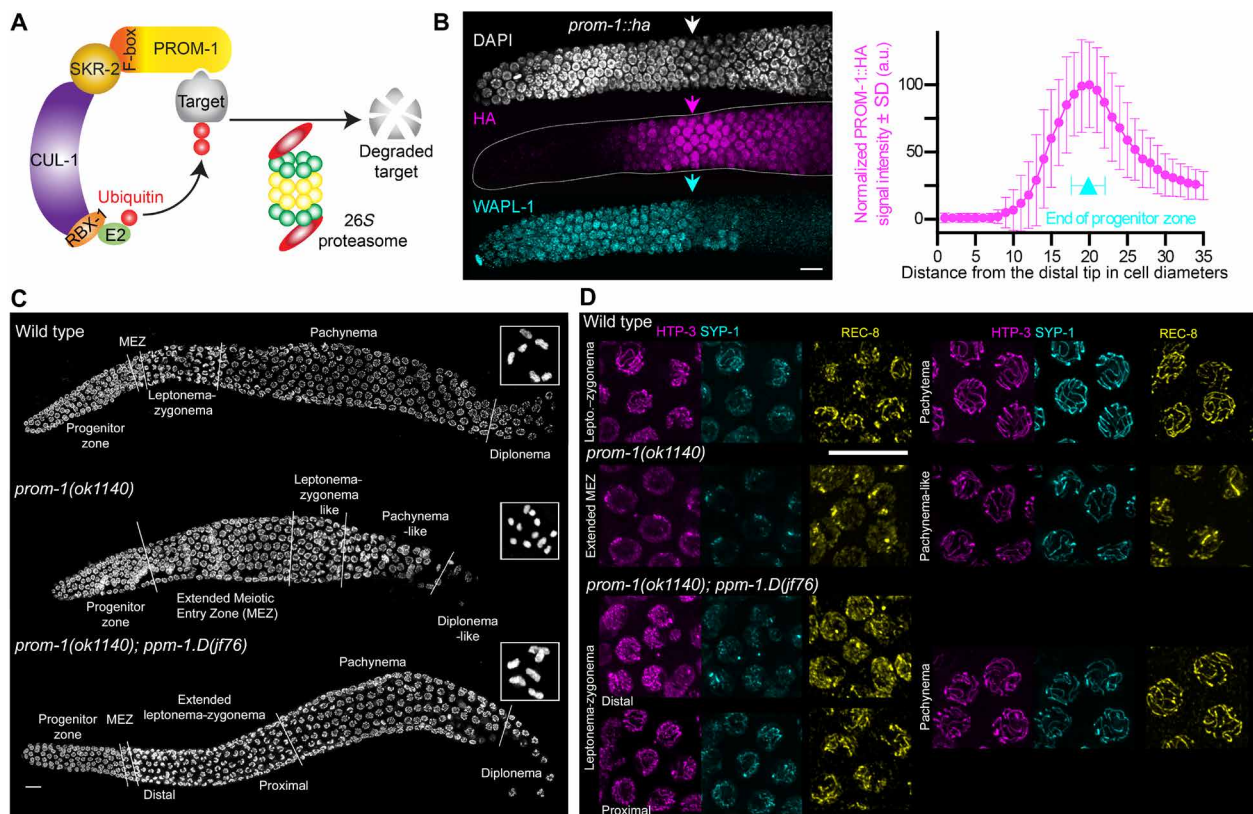 A
F-box
PROM-1
SKR-2
Target
CUL-1
Ubiquitin
RBX-1
E2
Degraded
target
26S
proteasome
B
prom-1::ha
DAPI
HA
WAPL-1
Normalized PROM-1::HA
signal intensity ± SD (a.u.)
100
50
0
End of progenitor zone
0 5 10 15 20 25 30 35
Distance from the distal tip in cell diameters
C
Wild type
MEZ
Pachynema
Leptonema-
zygonema
Progenitor
zone
Diplonema
prom-1(ok1140)
Leptonema-
zygonema
like
Pachynema
-like
Progenitor
zone
Extended Meiotic
Entry Zone (MEZ)
Diplonema
-like
prom-1(ok1140); ppm-1.D(jf76)
Pachynema
Progenitor
zone
MEZ
Extended
leptonema-zygonema
Distal
Proximal
Diplonema
D
Wild type
HTP-3 SYP-1
REC-8
HTP-3 SYP-1
REC-8
Lepto.–zygonema
Pachytema
prom-1(ok1140)
Extended MEZ
Pachynema-like
prom-1(ok1140); ppm-1.D(jf76)
Leptonema-zygonema
Distal
Proximal
Pachynema